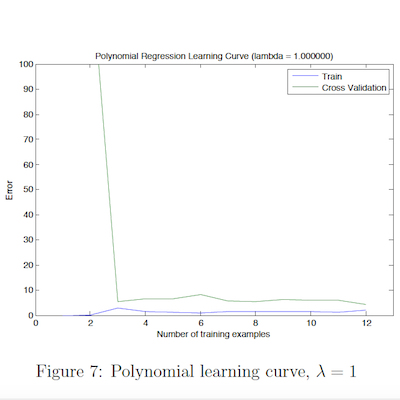 Polynomial Regression Learning Curve (lambda = 1.000000)
Train
Cross Validation
100
90
80
70
60
50
40
30
20
10
0
Error
0 2 4 6 8 10 12
Number of training examples
Figure 7: Polynomial learning curve, λ = 1